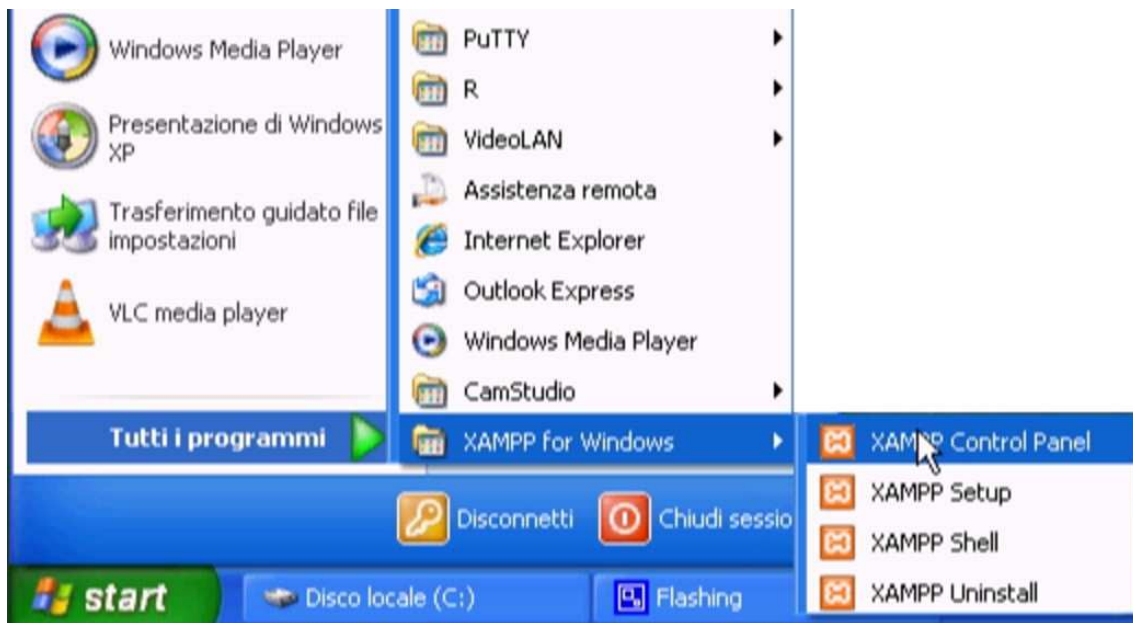 Windows Media Player
Presentazione di Windows
XP
Trasferimento guidato file
impostazioni
VLC media player
Tutti i programmi
PuTTY
R
VideoLAN
Assistenza remota
Internet Explorer
Outlook Express
Windows Media Player
CamStudio
XAMPP for Windows
XAMPP Control Panel
XAMPP Setup
XAMPP Shell
XAMPP Uninstall
Disconnetti
Chiudi sessio
start
Disco locale (C:)
Flashing